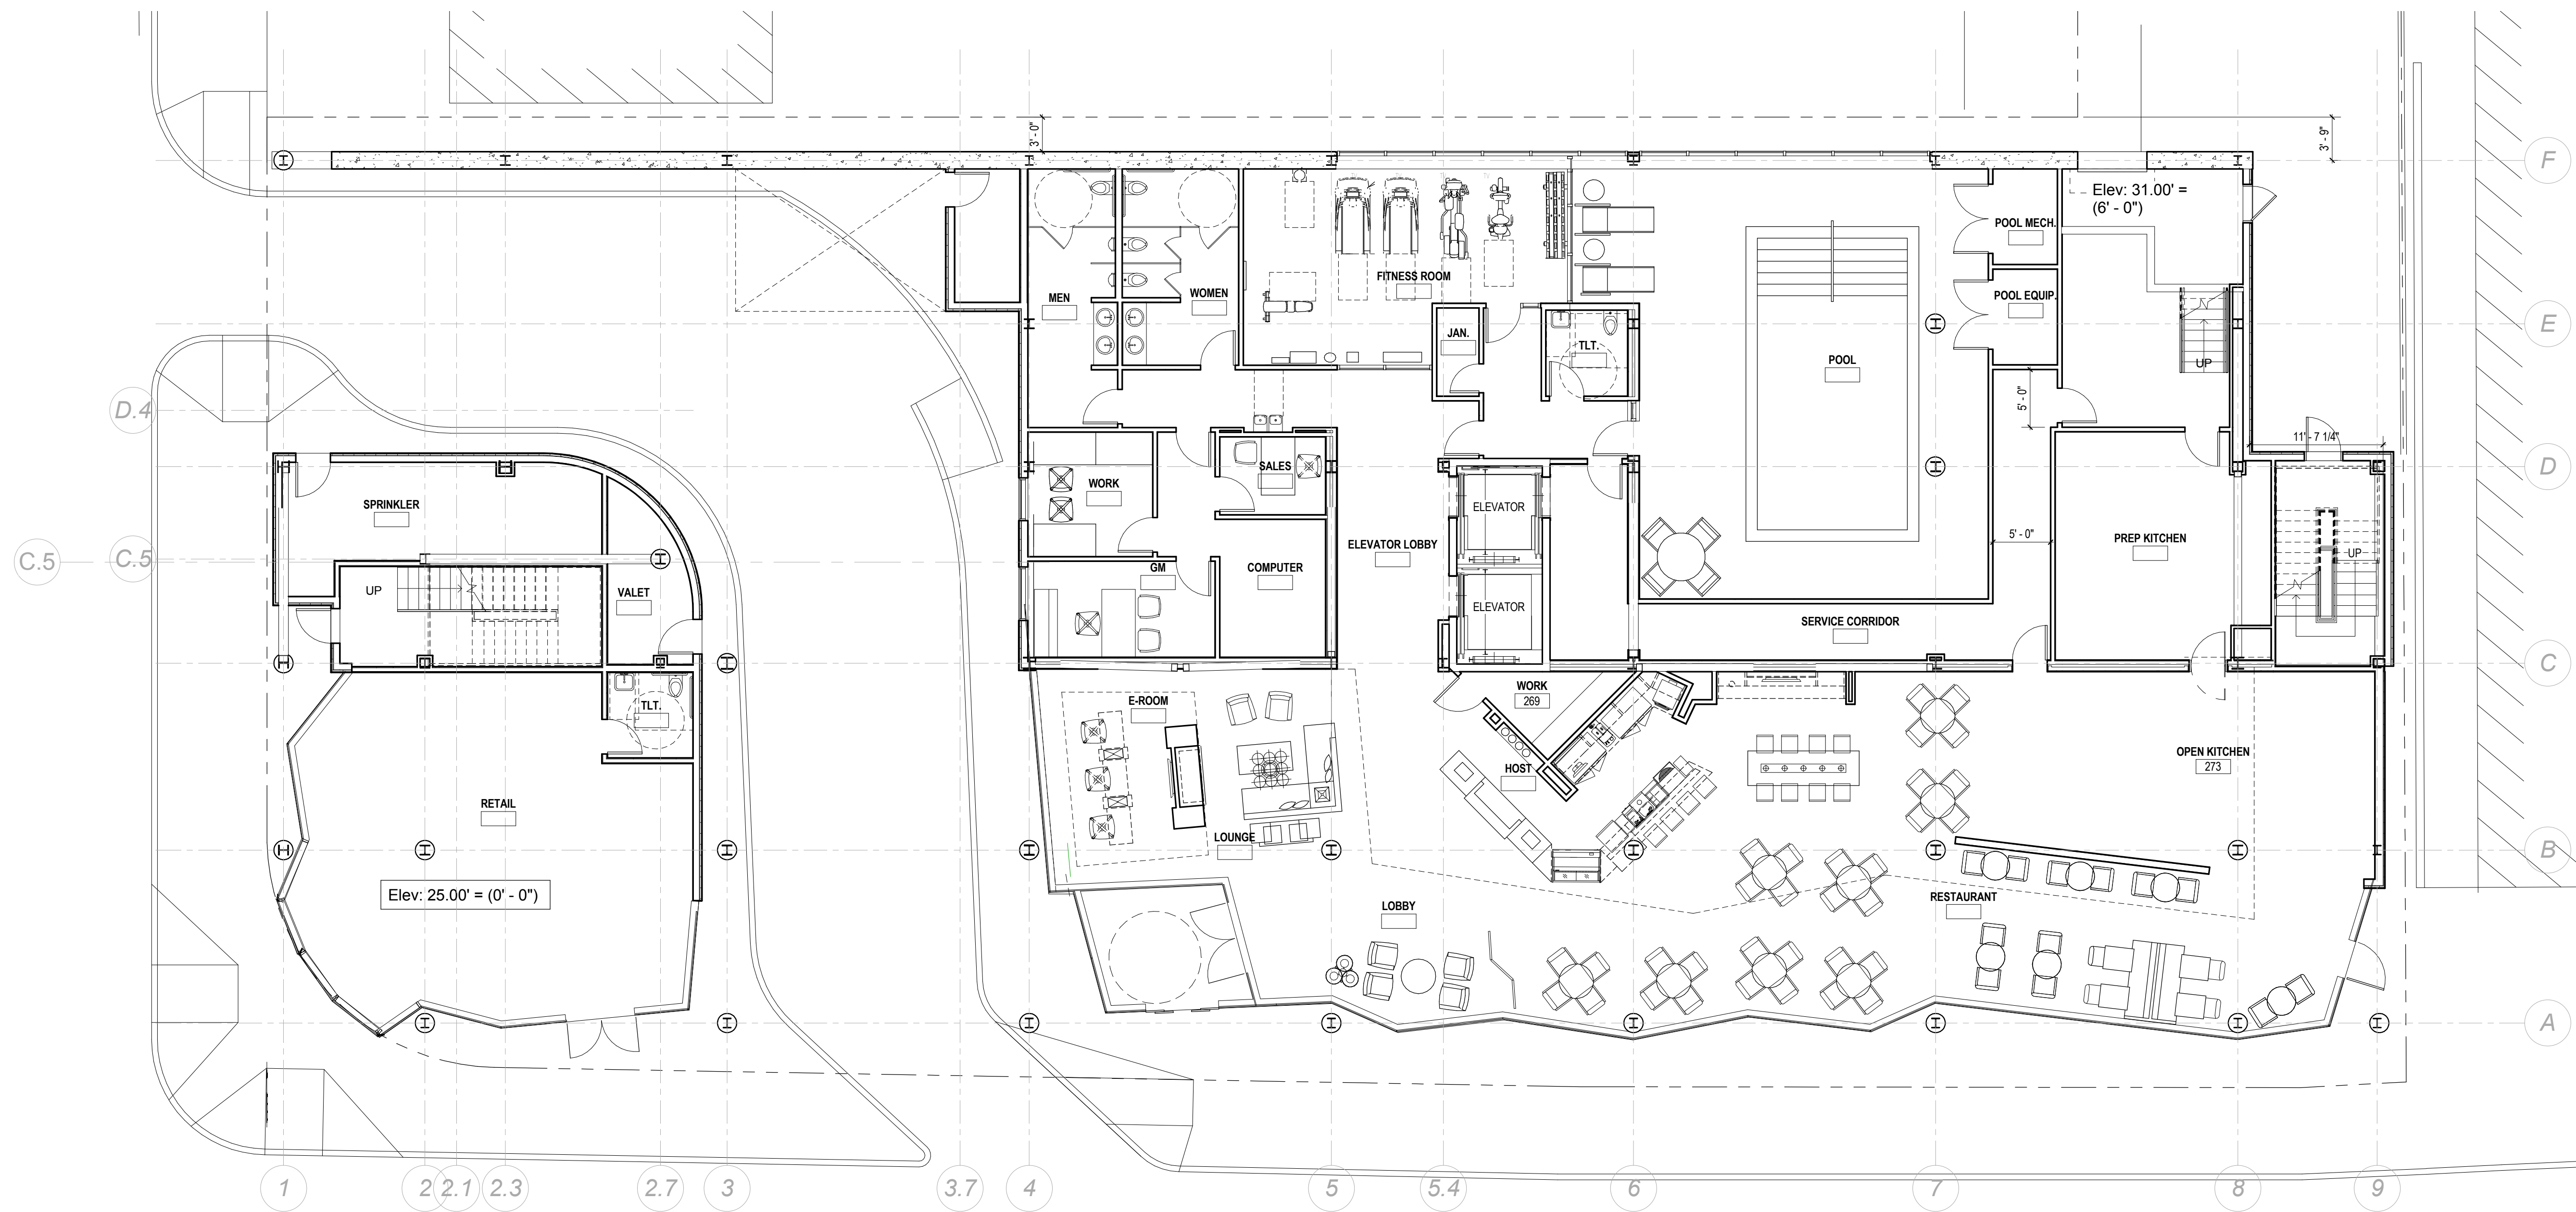 3' - 0"
3' - 9"
F
Elev: 31.00' =
(6' - 0")
POOL MECH.
FITNESS ROOM
WOMEN
MEN
POOL EQUIP.
E
JAN.
TLT.
POOL
UP
D.4
5' - 0"
11' - 7 1/4"
SALES
D
WORK
SPRINKLER
ELEVATOR
ELEVATOR LOBBY
5' - 0"
PREP KITCHEN
UP
C.5
C.5
GM
COMPUTER
UP
VALET
ELEVATOR
SERVICE CORRIDOR
C
WORK
269
E-ROOM
TLT.
OPEN KITCHEN
273
HOST
RETAIL
LOUNGE
B
Elev: 25.00' = (0' - 0")
RESTAURANT
LOBBY
A
1
2
2.1
2.3
2.7
3
3.7
4
5
5.4
6
7
8
9